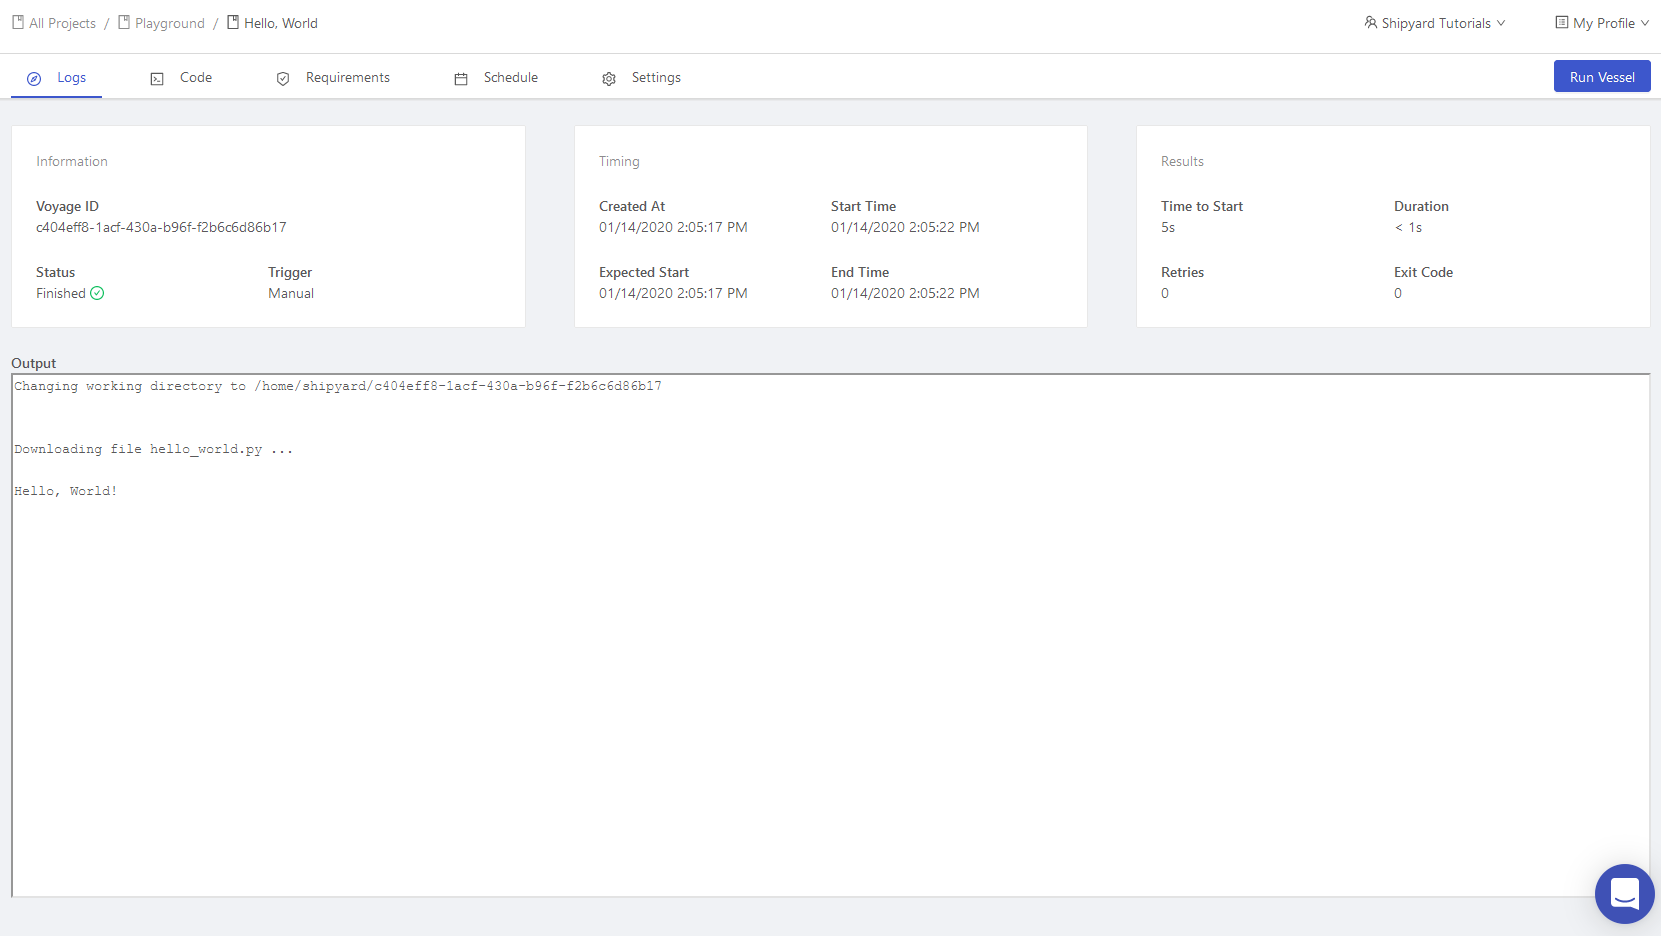 All Projects / Playground / Hello, World
Shipyard Tutorials
My Profile
Logs
Code
Requirements
Schedule
Settings
Run Vessel
Information
Voyage ID
c404eff8-1acf-430a-b96f-f2b6c6d86b17
Status
Finished
Trigger
Manual
Timing
Created At
01/14/2020 2:05:17 PM
Start Time
01/14/2020 2:05:22 PM
Expected Start
01/14/2020 2:05:17 PM
End Time
01/14/2020 2:05:22 PM
Results
Time to Start
5s
Duration
< 1s
Retries
0
Exit Code
0
Output
Changing working directory to /home/shipyard/c404eff8-1acf-430a-b96f-f2b6c6d86b17
Downloading file hello_world.py ...
Hello, World!